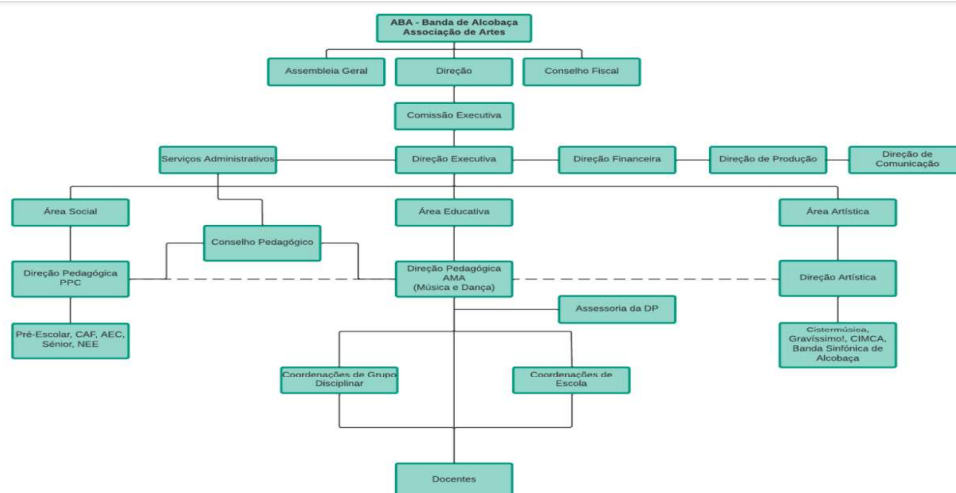 ABA - Banda de Alcobaça
Associação de Artes
Assembleia Geral
Direção
Conselho Fiscal
Comissão Executiva
Serviços Administrativos
Direção Executiva
Direção Financeira
Direção de Produção
Direção de
Comunicação
Área Social
Área Educativa
Área Artística
Conselho Pedagógico
Direção Pedagógica
PPC
Direção Pedagógica
AMA
(Música e Dança)
Direção Artística
Assessoria da DP
Pré-Escolar, CAF, AEC,
Sénior, NEE
Cistermúsica,
Gravíssimo!, CIMCA,
Banda Sinfónica de
Alcobaça
Coordenações de Grupo
Disciplinar
Coordenações de
Escola
Docentes